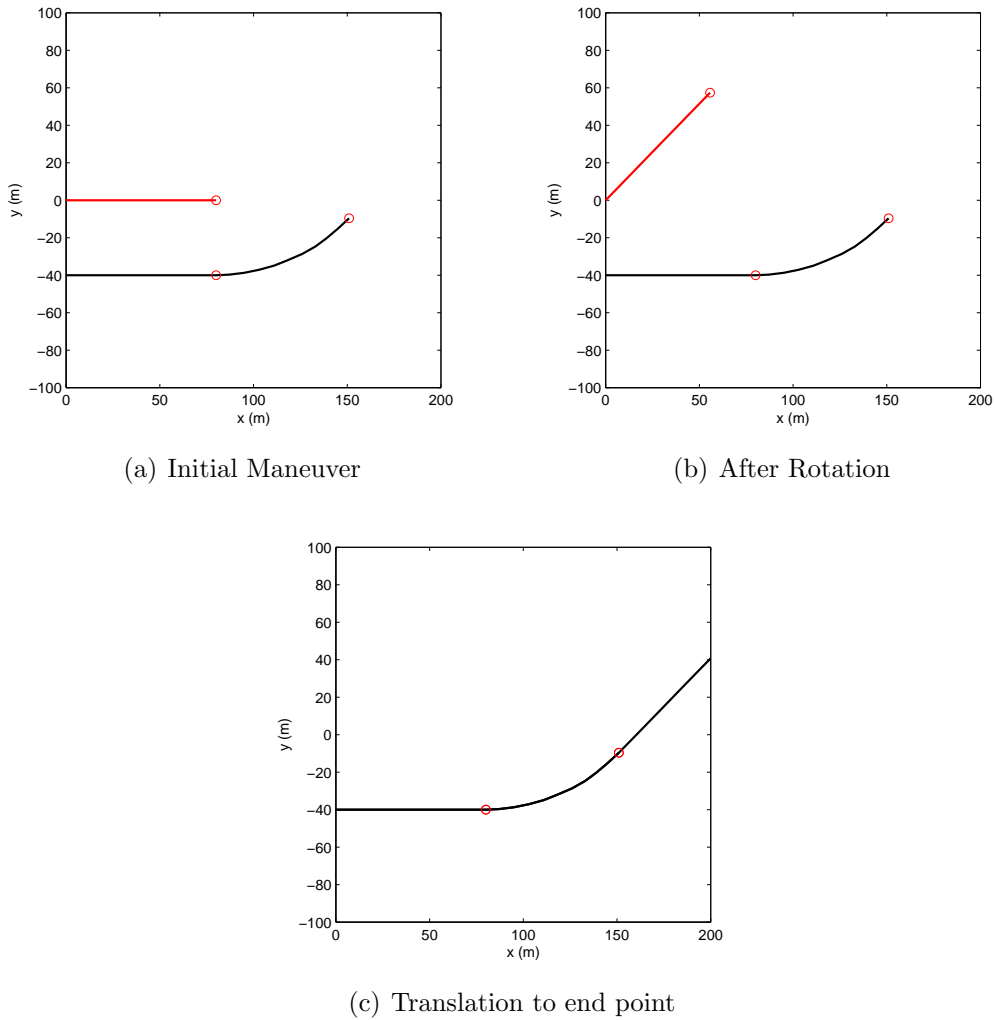 100
80
60
40
20
0
−20
−40
−60
−80
−100
y (m)
0 50 100 150 200
x (m)
(a) Initial Maneuver
100
80
60
40
20
0
−20
−40
−60
−80
−100
y (m)
0 50 100 150 200
x (m)
(b) After Rotation
100
80
60
40
20
0
−20
−40
−60
−80
−100
y (m)
0 50 100 150 200
x (m)
(c) Translation to end point